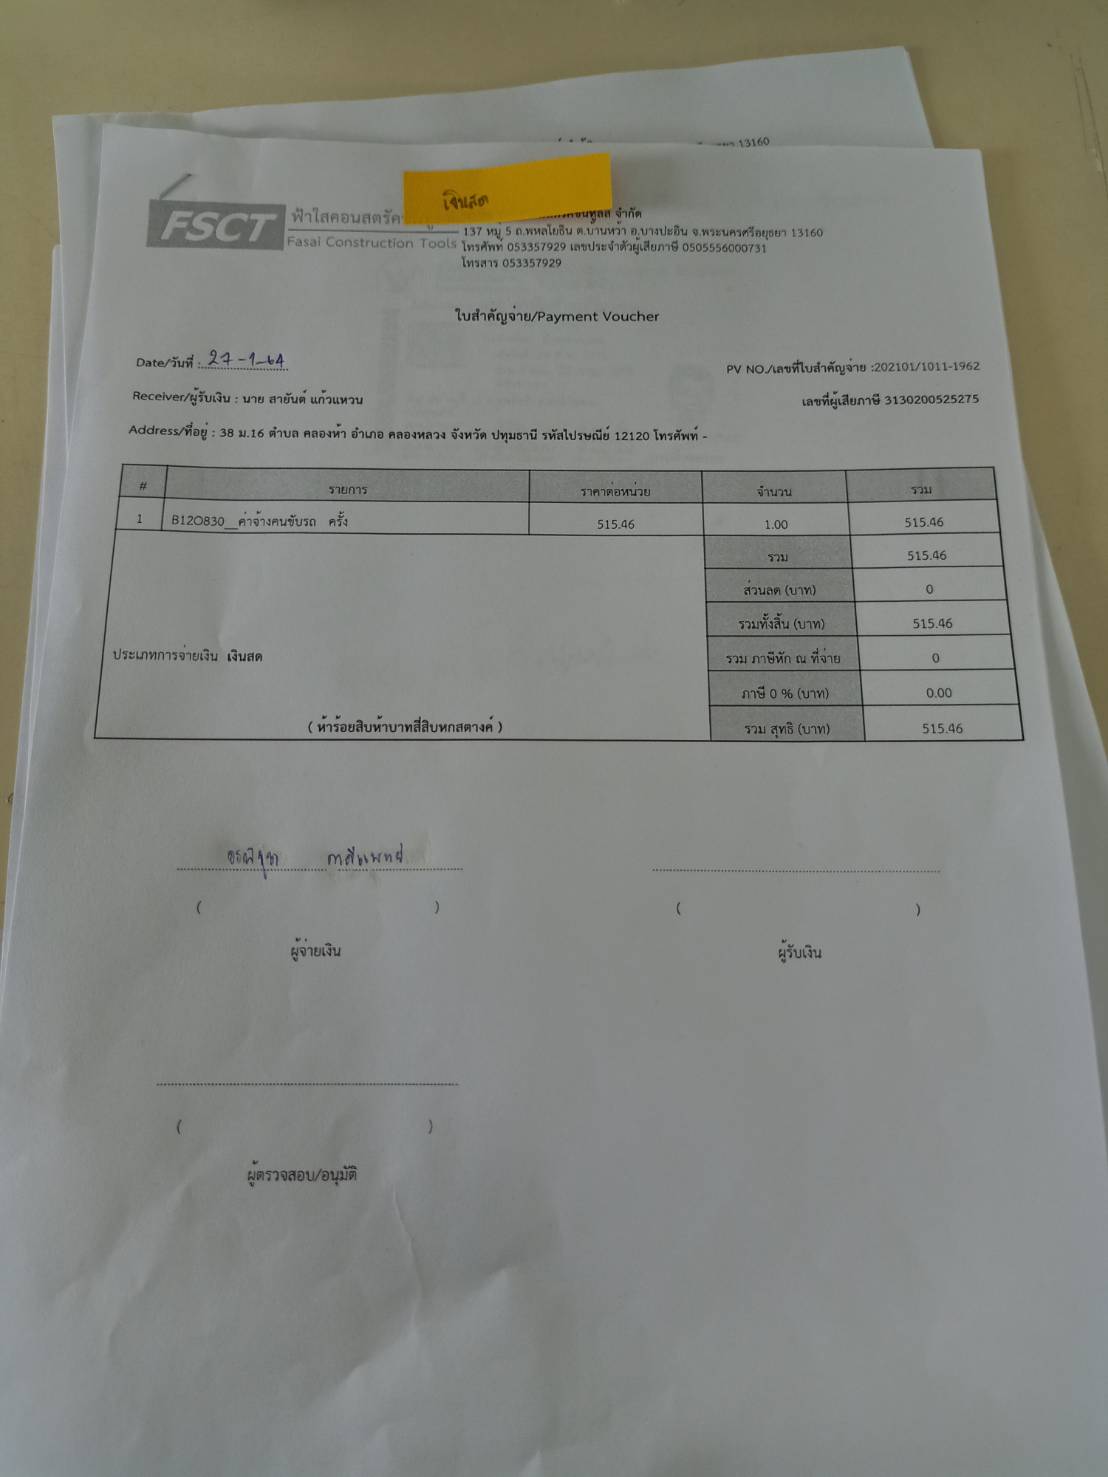 13160
เงินสด
FSCT ฟ้าใสคอนสตรัค
Fasai Construction Tools
จำกัด
137 หมู่ 5 ถ.พหลโยธิน ต.บ้านหว้า อ.บางปะอิน จ.พระนครศรีอยุธยา 13160
โทรศัพท์ 053357929 เลขประจำตัวผู้เสียภาษี 0505556000731
โทรสาร 053357929
ใบสำคัญจ่าย/Payment Voucher
Date/วันที่ : 27-1-64
PV NO./เลขที่ใบสำคัญจ่าย :202101/1011-1962
Receiver/ผู้รับเงิน : นาย สายันต์ แก้วแหวน
เลขที่ผู้เสียภาษี 3130200525275
Address/ที่อยู่ : 38 ม.16 ตำบล คลองห้า อำเภอ คลองหลวง จังหวัด ปทุมธานี รหัสไปรษณีย์ 12120 โทรศัพท์ -
# รายการ ราคาต่อหน่วย จำนวน รวม
1 B120830__ค่าจ้างคนขับรถ ครั้ง 515.46 1.00 515.46
รวม 515.46
ส่วนลด (บาท) 0
รวมทั้งสิ้น (บาท) 515.46
ประเภทการจ่ายเงิน เงินสด
รวม ภาษีหัก ณ ที่จ่าย 0
ภาษี 0 % (บาท) 0.00
( ห้าร้อยสิบห้าบาทสี่สิบหกสตางค์ )
รวม สุทธิ (บาท) 515.46
( )
( )
ผู้จ่ายเงิน
ผู้รับเงิน
( )
ผู้ตรวจสอบ/อนุมัติ